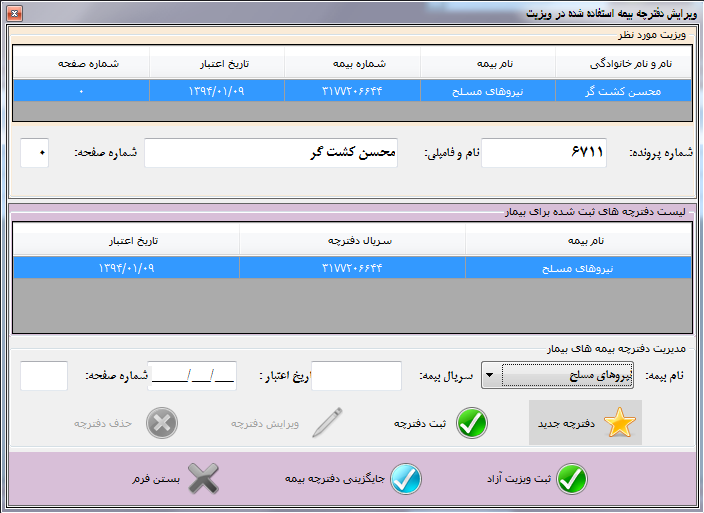 ویرایش دفترچه بیمه استفاده شده در ویزیت
ویزیت مورد نظر
نام و نام خانوادگی نام بیمه شماره بیمه تاریخ اعتبار شماره صفحه
محسن کشت گر نیروهای مسلح ۳۱۷۷۲۰۶۶۴۴ ۱۳۹۴/۰۱/۰۹ ۰
شماره پرونده: ۶۷۱۱ نام و فامیلی: محسن کشت گر شماره صفحه: ۰
لیست دفترچه های ثبت شده برای بیمار
نام بیمه سریال دفترچه تاریخ اعتبار
نیروهای مسلح ۳۱۷۷۲۰۶۶۴۴ ۱۳۹۴/۰۱/۰۹
مدیریت دفترچه بیمه های بیمار
نام بیمه: نیروهای مسلح سریال بیمه: اریخ اعتبار : ____/__/__ شماره صفحه:
دفترچه جدید ثبت دفترچه ویرایش دفترچه حذف دفترچه
ثبت ویزیت آزاد جایگزینی دفترچه بیمه بستن فرم